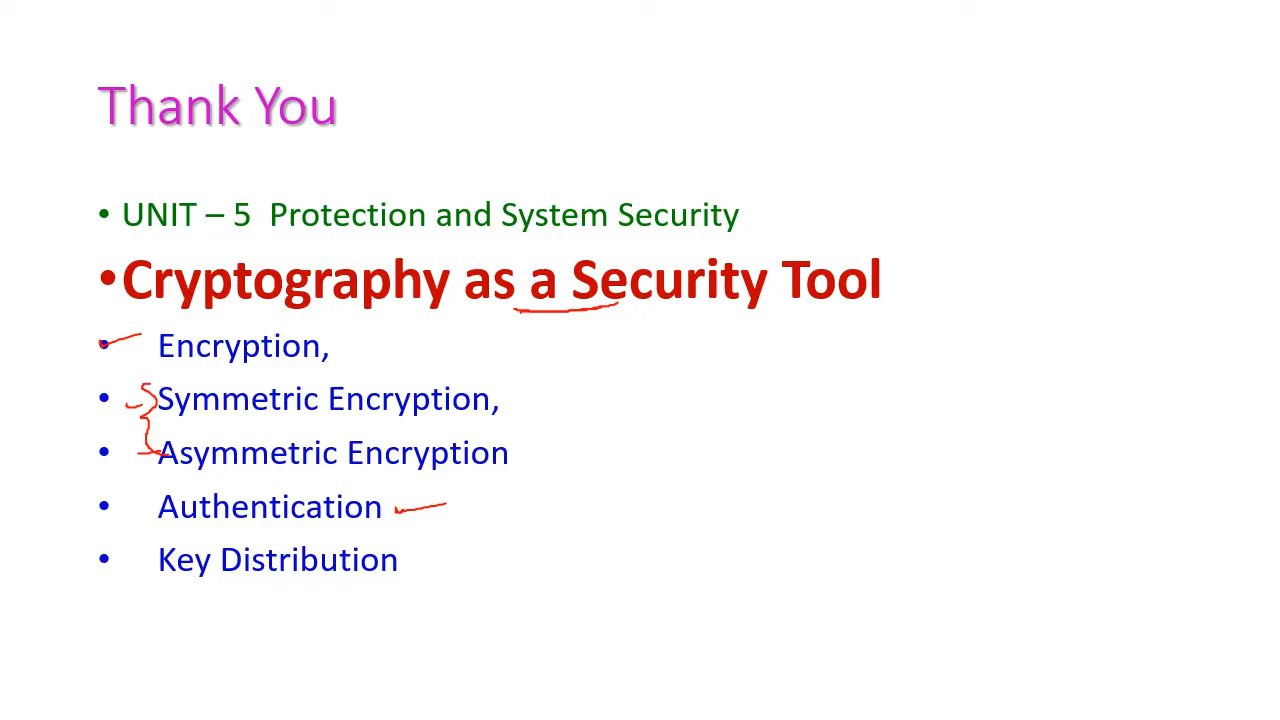 Thank You
• UNIT – 5 Protection and System Security
•Cryptography as a Security Tool
• Encryption,
• Symmetric Encryption,
• Asymmetric Encryption
• Authentication
• Key Distribution